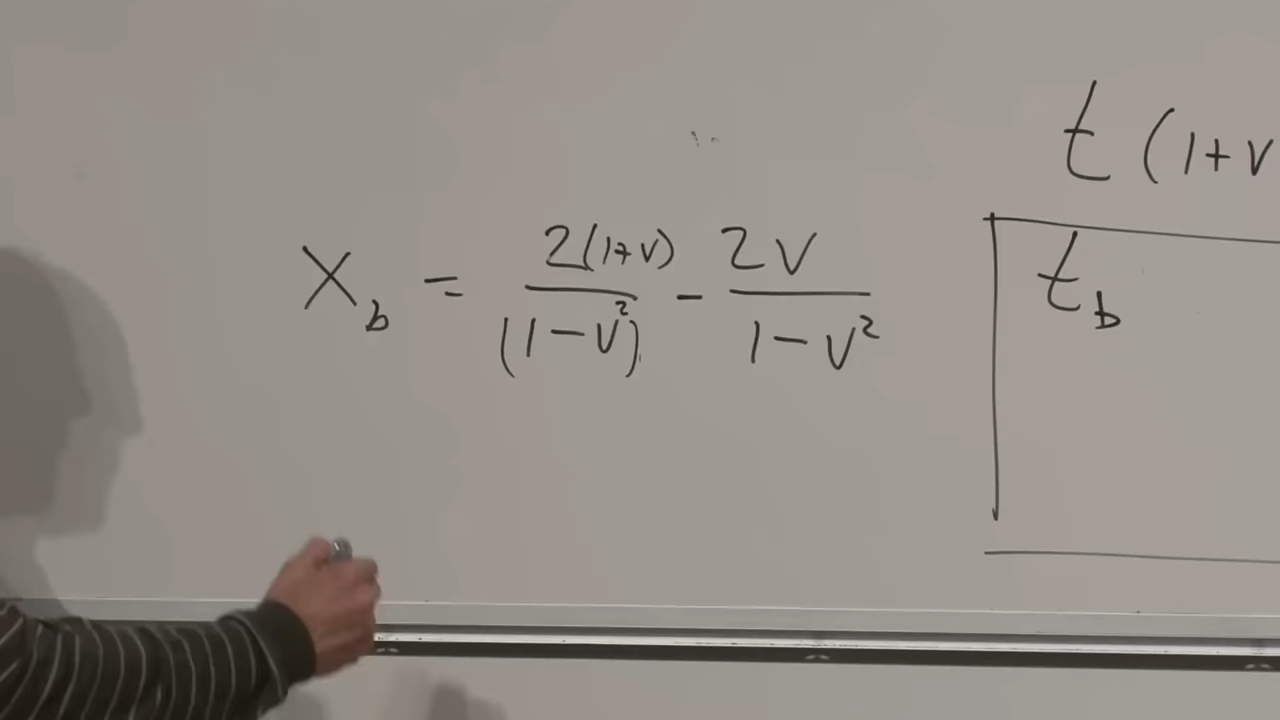 t (1+v
X_b = 2(1+v)/(1-v²) - 2v/1-v²
t_b